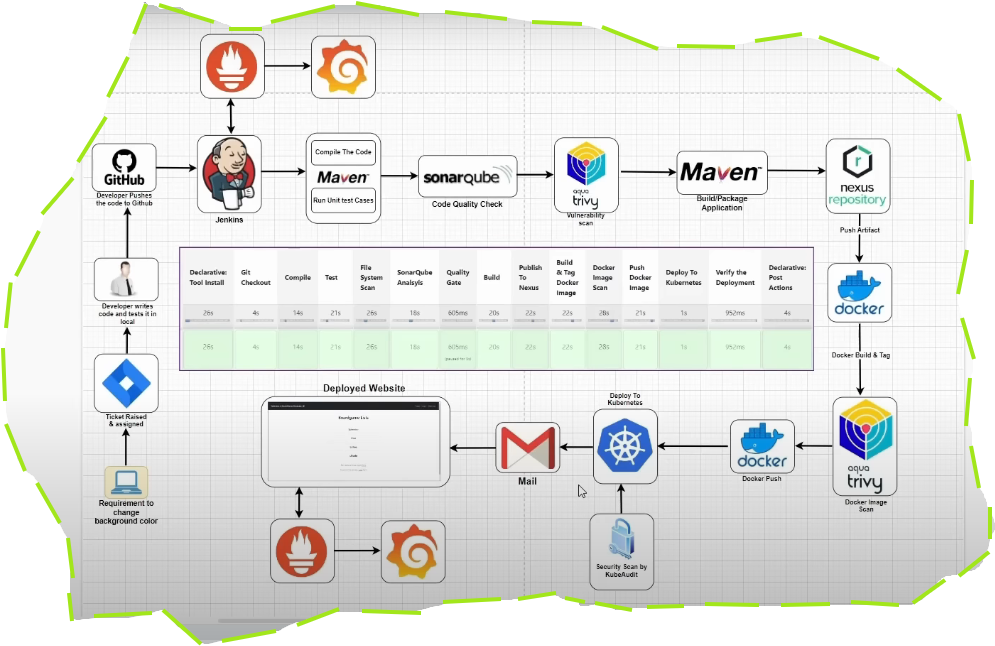 GitHub
Developer Pushes
the code to Github
Jenkins
Compile The Code
Maven™
Run Unit test Cases
sonarqube
Code Quality Check
aqua
trivy
Vulnerability
scan
Maven™
Build/Package
Application
nexus
repository
Push Artifact
docker
Docker Build & Tag
aqua
trivy
Docker Image
Scan
docker
Docker Push
Deploy To
Kubernetes
Security Scan by
KubeAudit
Mail
Deployed Website
Developer writes
code and tests it in
local
Ticket Raised
& assigned
Requirement to
change
background color
Declarative:
Tool Install
Git
Checkout
Compile
Test
File
System
Scan
SonarQube
Analsyis
Quality
Gate
Build
Publish
To
Nexus
Build
& Tag
Docker
Image
Docker
Image
Scan
Push
Docker
Image
Deploy To
Kubernetes
Verify the
Deployment
Declarative:
Post
Actions
26s 4s 14s 21s 26s 18s 605ms 20s 22s 22s 28s 21s 1s 952ms 4s
26s 4s 14s 21s 26s 18s 605ms 20s 22s 22s 28s 21s 1s 952ms 4s